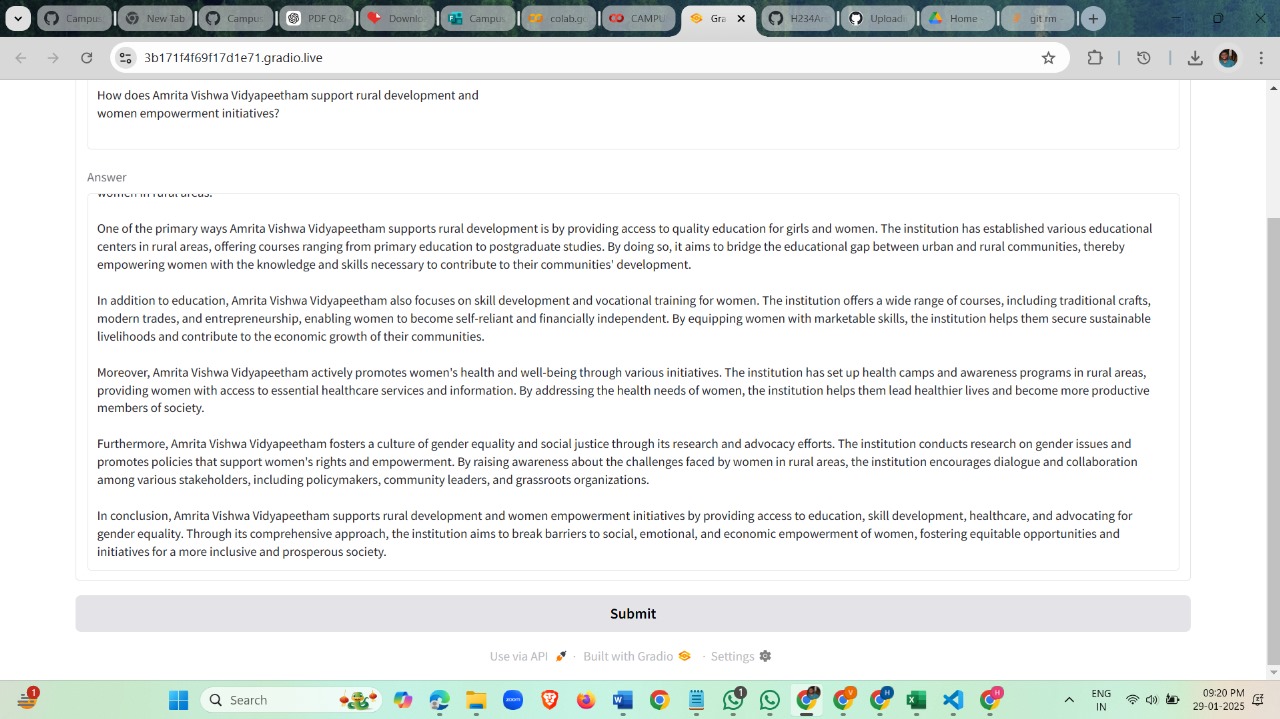 Campus
New Tab
Campus
PDF Q&
Downlo
Campus
colab.go
CAMPU
Gra
H234A
Uploadi
Home -
git.rm -
3b171f4f69f17d1e71.gradio.live
How does Amrita Vishwa Vidyapeetham support rural development and
women empowerment initiatives?
Answer
women in rural areas.
One of the primary ways Amrita Vishwa Vidyapeetham supports rural development is by providing access to quality education for girls and women. The institution has established various educational
centers in rural areas, offering courses ranging from primary education to postgraduate studies. By doing so, it aims to bridge the educational gap between urban and rural communities, thereby
empowering women with the knowledge and skills necessary to contribute to their communities' development.
In addition to education, Amrita Vishwa Vidyapeetham also focuses on skill development and vocational training for women. The institution offers a wide range of courses, including traditional crafts,
modern trades, and entrepreneurship, enabling women to become self-reliant and financially independent. By equipping women with marketable skills, the institution helps them secure sustainable
livelihoods and contribute to the economic growth of their communities.
Moreover, Amrita Vishwa Vidyapeetham actively promotes women's health and well-being through various initiatives. The institution has set up health camps and awareness programs in rural areas,
providing women with access to essential healthcare services and information. By addressing the health needs of women, the institution helps them lead healthier lives and become more productive
members of society.
Furthermore, Amrita Vishwa Vidyapeetham fosters a culture of gender equality and social justice through its research and advocacy efforts. The institution conducts research on gender issues and
promotes policies that support women's rights and empowerment. By raising awareness about the challenges faced by women in rural areas, the institution encourages dialogue and collaboration
among various stakeholders, including policymakers, community leaders, and grassroots organizations.
In conclusion, Amrita Vishwa Vidyapeetham supports rural development and women empowerment initiatives by providing access to education, skill development, healthcare, and advocating for
gender equality. Through its comprehensive approach, the institution aims to break barriers to social, emotional, and economic empowerment of women, fostering equitable opportunities and
initiatives for a more inclusive and prosperous society.
Submit
Use via API · Built with Gradio · Settings
1
Search
zoom
1
V
H
H
ENG
IN
09:20 PM
29-01-2025